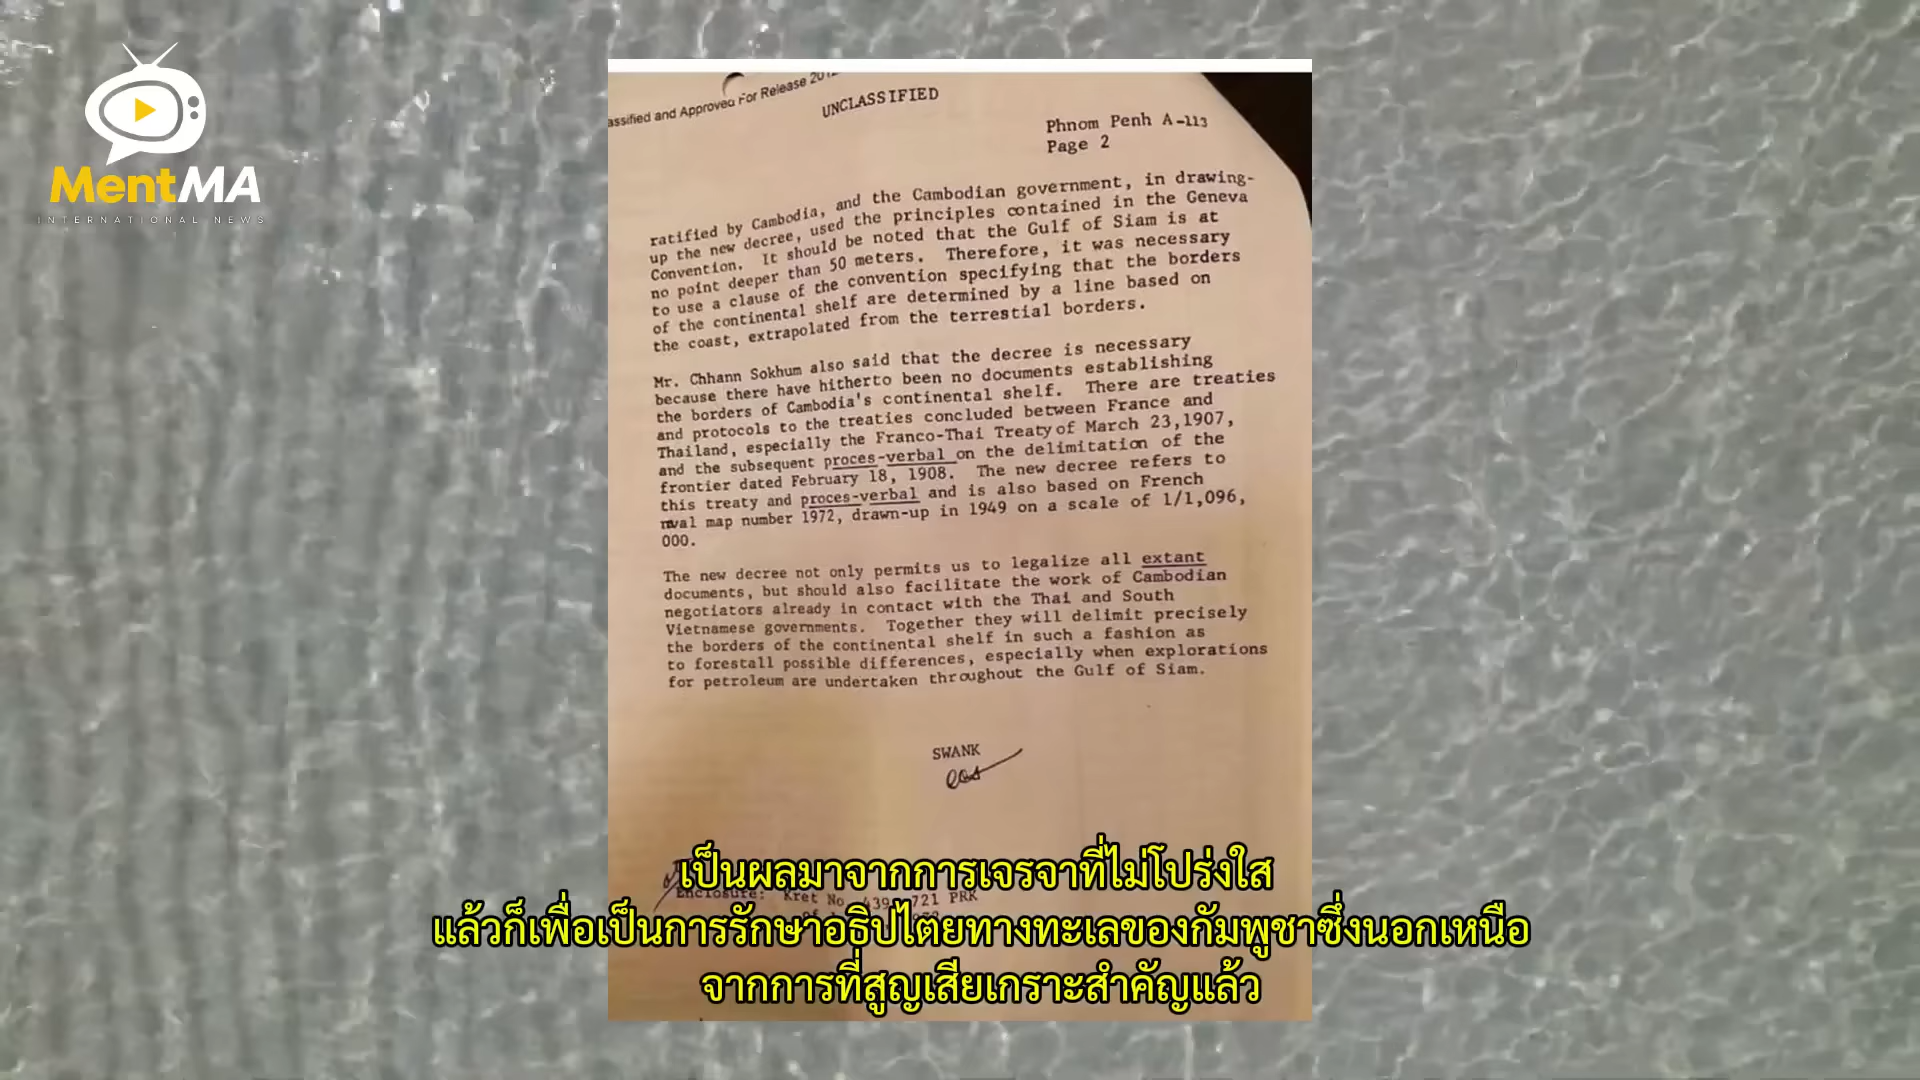 MentMA
INTERNATIONAL NEWS
assified and Approved For Release
UNCLASSIFIED
Phnom Penh A-113
Page 2
ratified by Cambodia, and the Cambodian government, in drawing-
up the new decree, used the principles contained in the Geneva
Convention. It should be noted that the Gulf of Siam is at
no point deeper than 50 meters. Therefore, it was necessary
to use a clause of the convention specifying that the borders
of the continental shelf are determined by a line based on
the coast, extrapolated from the terrestial borders.
Mr. Chhann Sokhum also said that the decree is necessary
because there have hitherto been no documents establishing
the borders of Cambodia's continental shelf. There are treaties
and protocols to the treaties concluded between France and
Thailand, especially the Franco-Thai Treaty of March 23,1907,
and the subsequent proces-verbal on the delimitation of the
frontier dated February 18, 1908. The new decree refers to
this treaty and proces-verbal and is also based on French
naval map number 1972, drawn-up in 1949 on a scale of 1/1,096,
000.
The new decree not only permits us to legalize all extant
documents, but should also facilitate the work of Cambodian
negotiators already in contact with the Thai and South
Vietnamese governments. Together they will delimit precisely
the borders of the continental shelf in such a fashion as
to forestall possible differences, especially when explorations
for petroleum are undertaken throughout the Gulf of Siam.
SWANK
เป็นผลมาจากการเจรจาที่ไม่โปร่งใส
Enclosure: Kret No. 721 PRK
แล้วก็เพื่อเป็นการรักษาอธิปไตยทางทะเลของกัมพูชาซึ่งนอกเหนือ
จากการที่สูญเสียเกราะสำคัญแล้ว